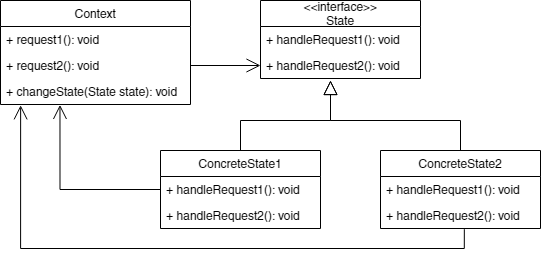 Context
+ request1(): void
+ request2(): void
+ changeState(State state): void
<<interface>>
State
+ handleRequest1(): void
+ handleRequest2(): void
ConcreteState1
+ handleRequest1(): void
+ handleRequest2(): void
ConcreteState2
+ handleRequest1(): void
+ handleRequest2(): void